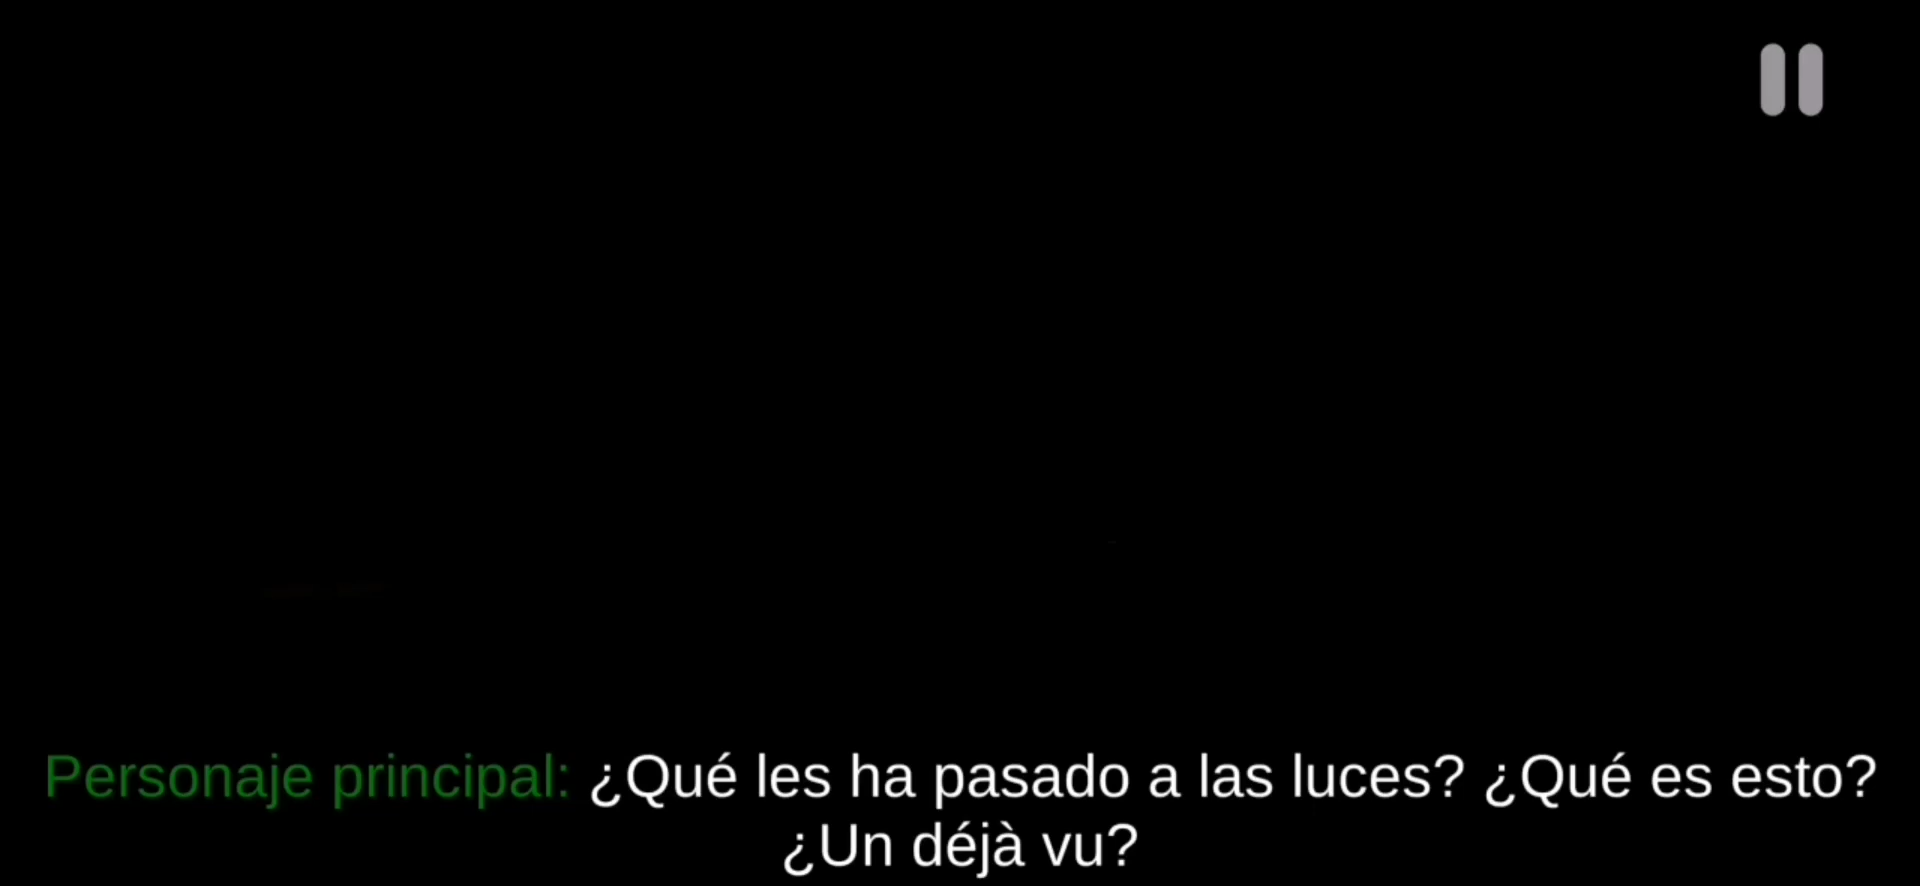 Personaje principal: ¿Qué les ha pasado a las luces? ¿Qué es esto?
¿Un déjà vu?